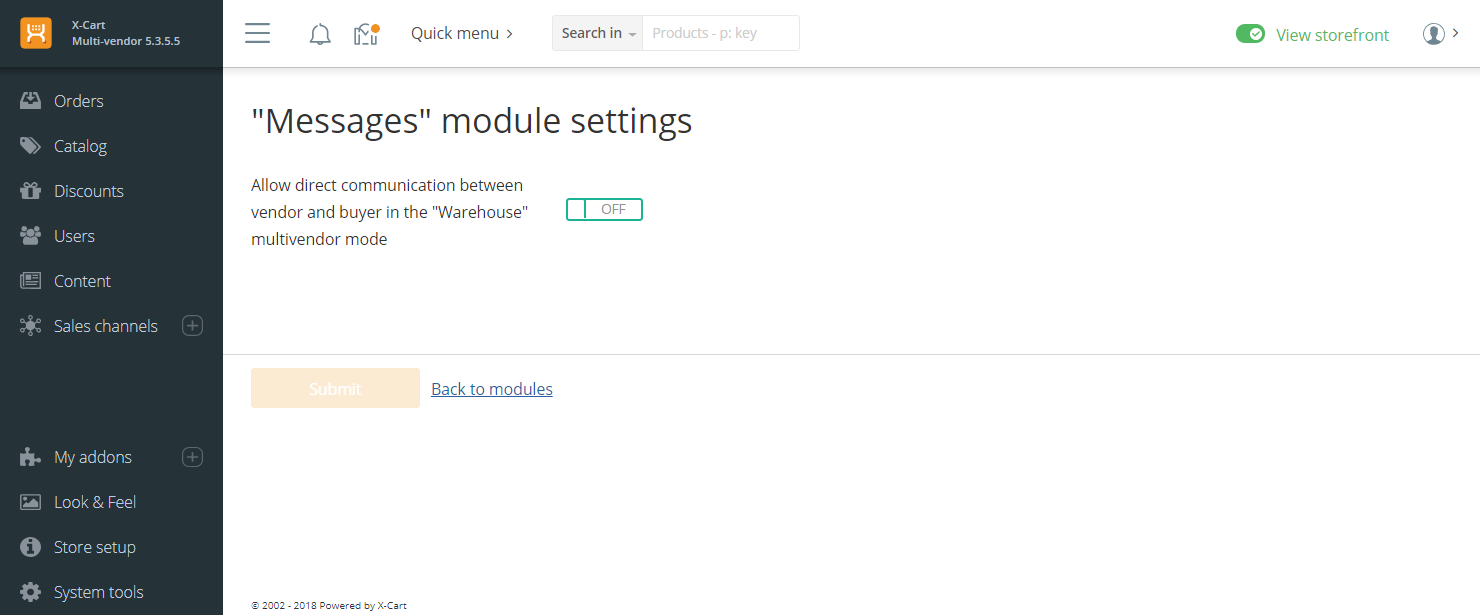 X-Cart
Multi-vendor 5.3.5.5
Quick menu
Search in
Products - p: key
View storefront
Orders
Catalog
Discounts
Users
Content
Sales channels
My addons
Look & Feel
Store setup
System tools
"Messages" module settings
Allow direct communication between
vendor and buyer in the "Warehouse"
multivendor mode
OFF
Submit
Back to modules
© 2002 - 2018 Powered by X-Cart